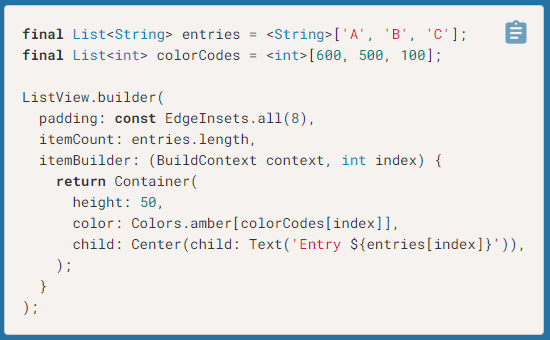 final List<String> entries = <String>['A', 'B', 'C'];
final List<int> colorCodes = <int>[600, 500, 100];

ListView.builder(
  padding: const EdgeInsets.all(8),
  itemCount: entries.length,
  itemBuilder: (BuildContext context, int index) {
    return Container(
      height: 50,
      color: Colors.amber[colorCodes[index]],
      child: Center(child: Text('Entry ${entries[index]}')),
    );
  }
);